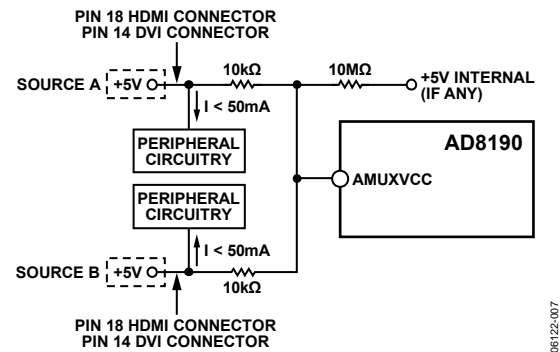 PIN 18 HDMI CONNECTOR
PIN 14 DVI CONNECTOR
SOURCE A
+5V
10kΩ
10MΩ
+5V INTERNAL
(IF ANY)
I < 50mA
PERIPHERAL
CIRCUITRY
AD8190
AMUXVCC
PERIPHERAL
CIRCUITRY
I < 50mA
SOURCE B
+5V
10kΩ
PIN 18 HDMI CONNECTOR
PIN 14 DVI CONNECTOR
06122-007